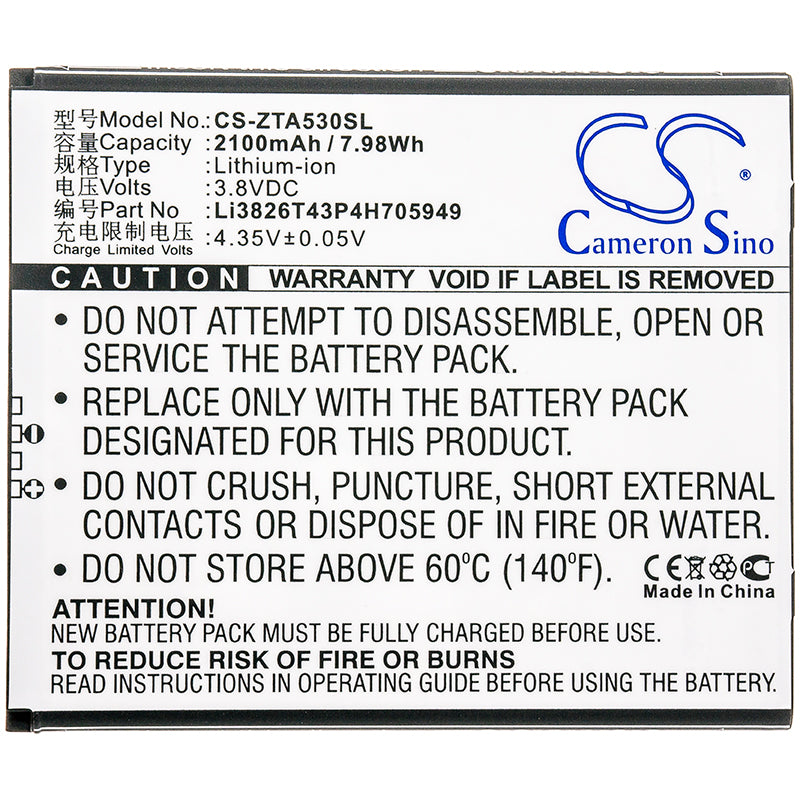 型号Model No.: CS-ZTA530SL
容量Capacity: 2100mAh / 7.98Wh
规格Type: Lithium-ion
电压Volts: 3.8VDC
编号Part No.: Li3826T43P4H705949
充电限制电压: 4.35V±0.05V
Charge Limited Volts
CS
Cameron Sino
CAUTION WARRANTY VOID IF LABEL IS REMOVED
• DO NOT ATTEMPT TO DISASSEMBLE, OPEN OR
SERVICE THE BATTERY PACK.
• REPLACE ONLY WITH THE BATTERY PACK
DESIGNATED FOR THIS PRODUCT.
• DO NOT CRUSH, PUNCTURE, SHORT EXTERNAL
CONTACTS OR DISPOSE OF IN FIRE OR WATER.
• DO NOT STORE ABOVE 60°C (140°F).
CE PCT
Made In China
ATTENTION!
NEW BATTERY PACK MUST BE FULLY CHARGED BEFORE USE.
TO REDUCE RISK OF FIRE OR BURNS
READ INSTRUCTIONS IN OPERATING GUIDE BEFORE USING THE BATTERY.